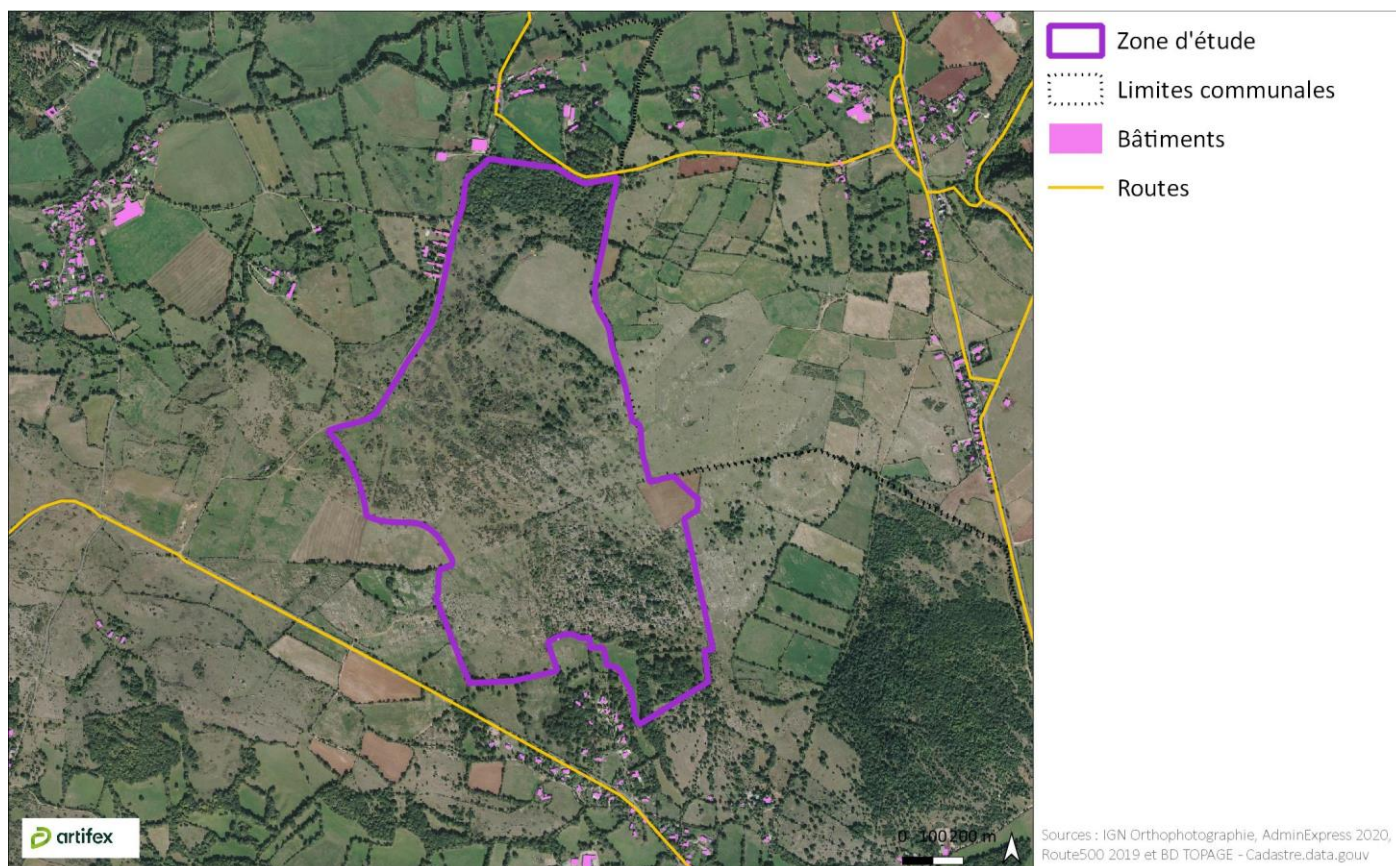 Zone d'étude
Limites communales
Bâtiments
Routes
artifex
0 100 200 m
Sources : IGN Orthophotographie, AdminExpress 2020,
Route500 2019 et BD TOPAGE - Cadastre.data.gouv